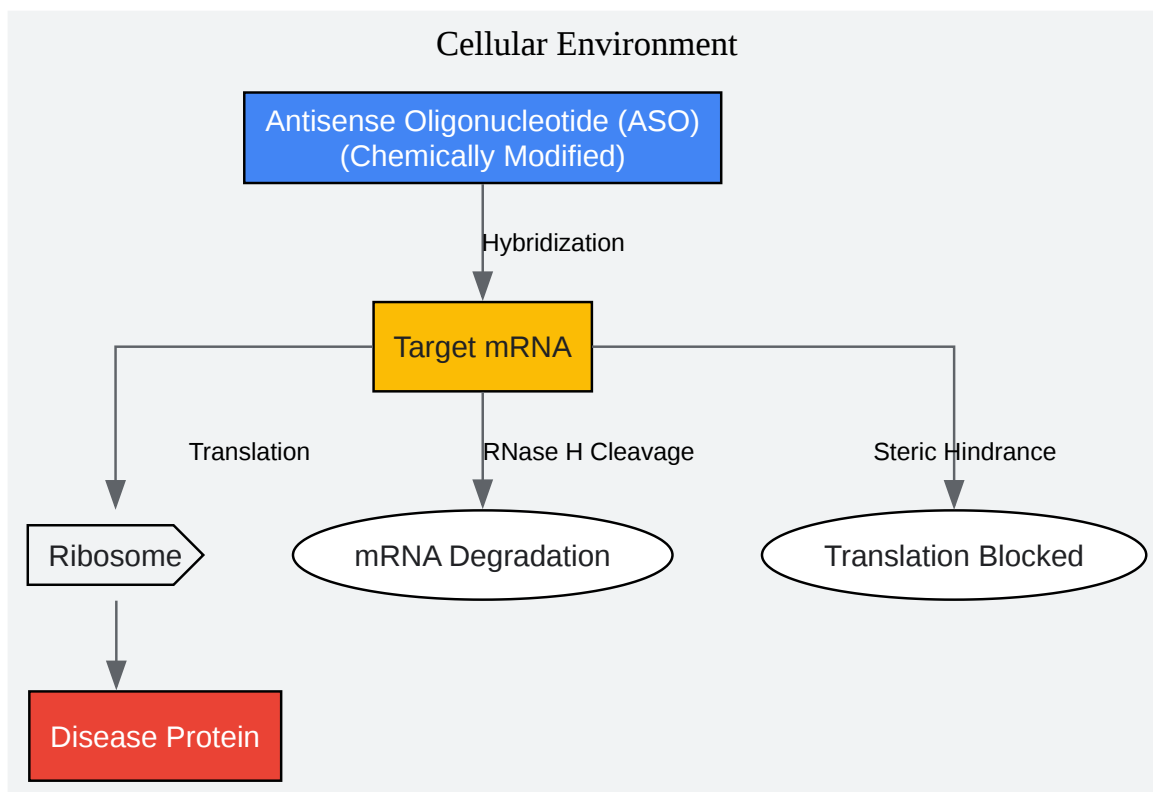 Cellular Environment
Antisense Oligonucleotide (ASO)
(Chemically Modified)
Hybridization
Target mRNA
Translation
RNase H Cleavage
Steric Hindrance
Ribosome
mRNA Degradation
Translation Blocked
Disease Protein